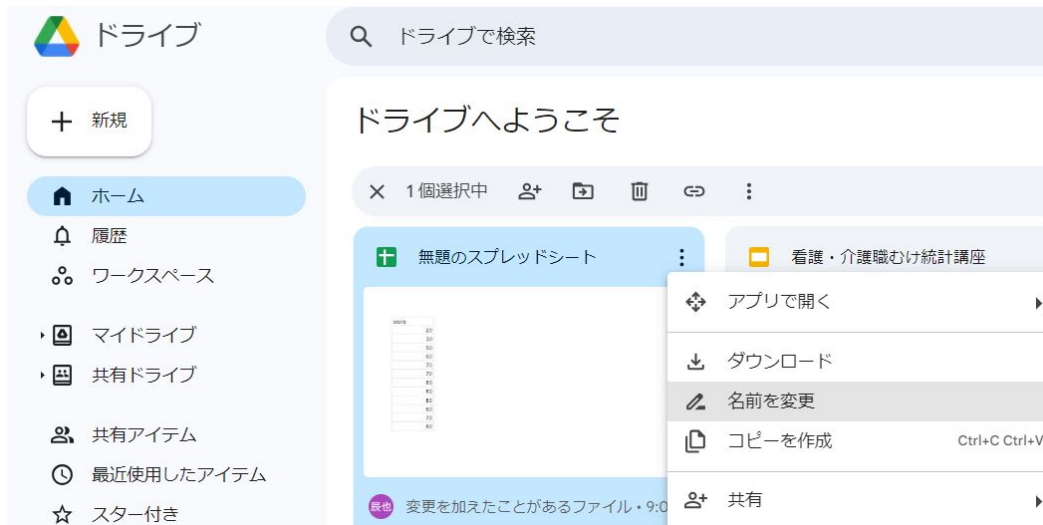 ドライブ
ドライブで検索
新規
ドライブへようこそ
ホーム
1個選択中
履歴
無題のスプレッドシート
看護・介護職むけ統計講座
ワークスペース
アプリで開く
マイドライブ
ダウンロード
共有ドライブ
名前を変更
コピーを作成 Ctrl+C Ctrl+V
共有アイテム
最近使用したアイテム
辰也 変更を加えたことがあるファイル・9:0
共有
スター付き